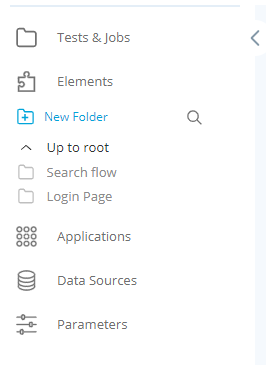 Tests & Jobs
Elements
New Folder
Up to root
Search flow
Login Page
Applications
Data Sources
Parameters